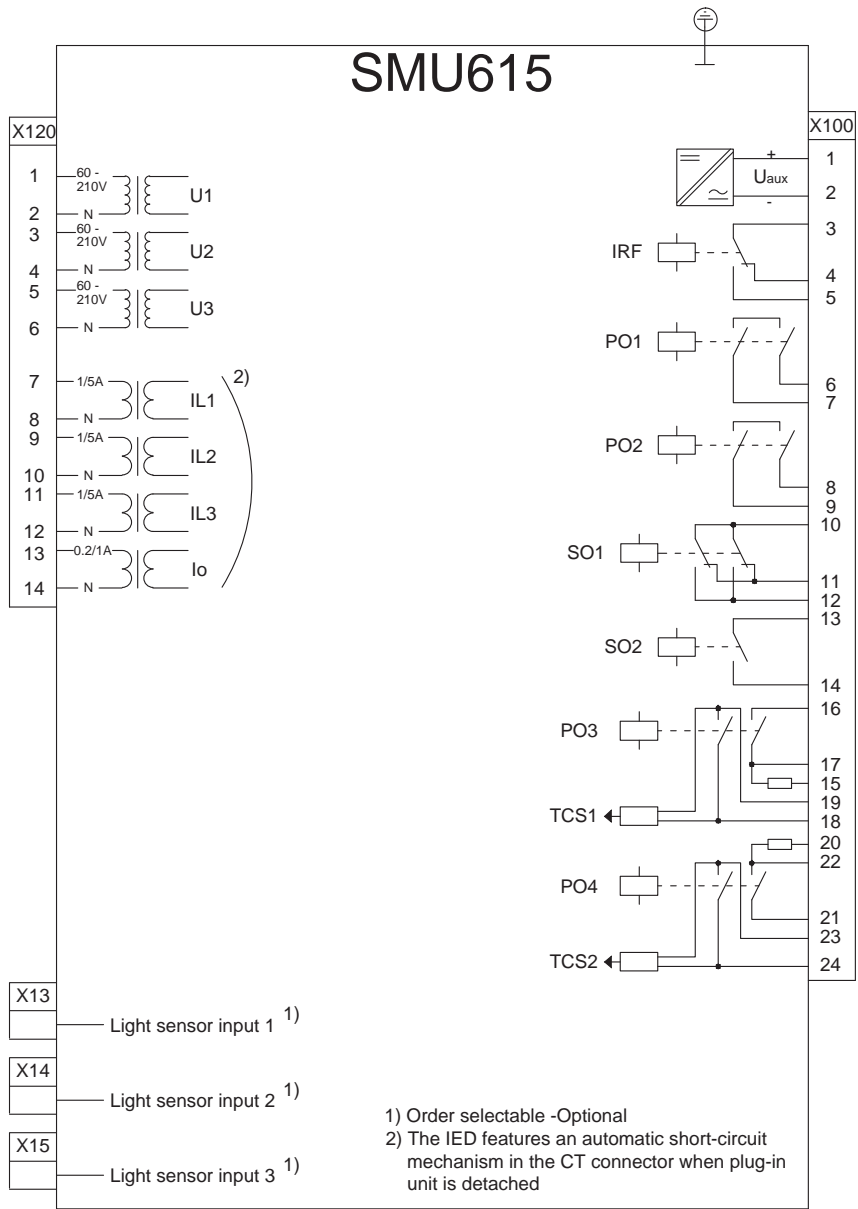 SMU615
X120
1
60 -
210V
U1
2
N
3
60 -
210V
U2
4
N
5
60 -
210V
U3
6
N
7
1/5A
2)
IL1
8
N
9
1/5A
IL2
10
N
11
1/5A
IL3
12
N
13
0.2/1A
Io
14
N
X13
Light sensor input 1 1)
X14
Light sensor input 2 1)
X15
Light sensor input 3 1)
X100
+
1
Uaux
2
-
3
IRF
4
5
PO1
6
7
PO2
8
9
10
SO1
11
12
13
SO2
14
16
PO3
17
15
19
TCS1
18
20
22
PO4
21
23
TCS2
24
1) Order selectable -Optional
2) The IED features an automatic short-circuit
mechanism in the CT connector when plug-in
unit is detached